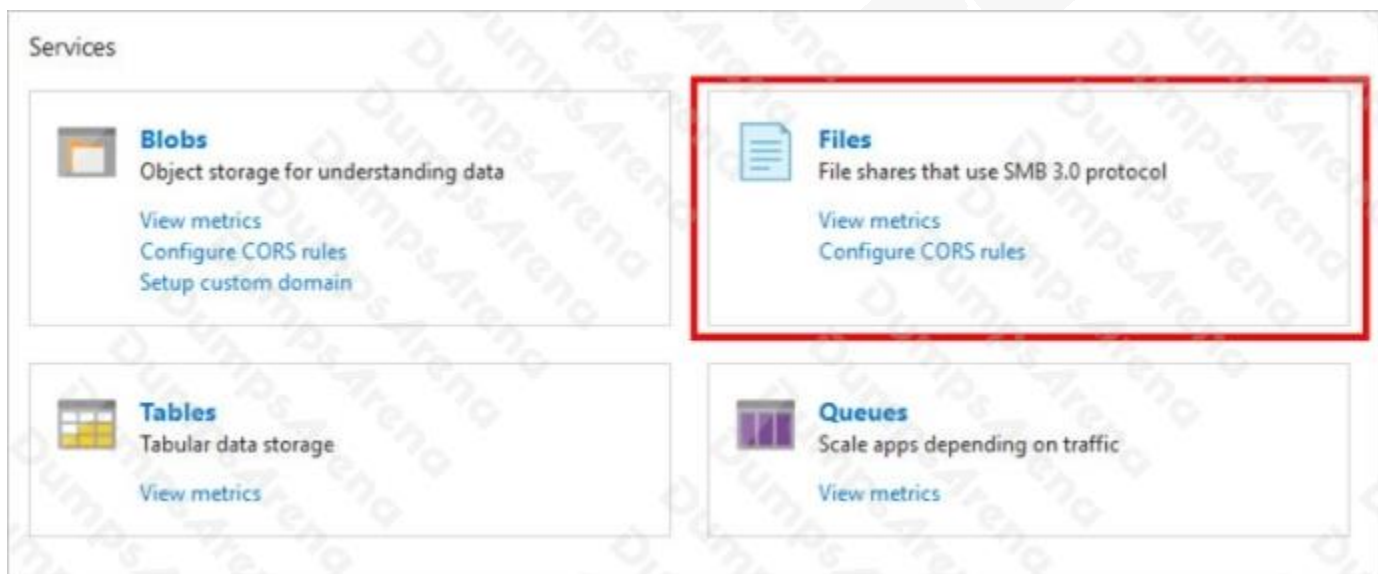 Services
Blobs
Object storage for understanding data
View metrics
Configure CORS rules
Setup custom domain
Files
File shares that use SMB 3.0 protocol
View metrics
Configure CORS rules
Tables
Tabular data storage
View metrics
Queues
Scale apps depending on traffic
View metrics
DumpsArena